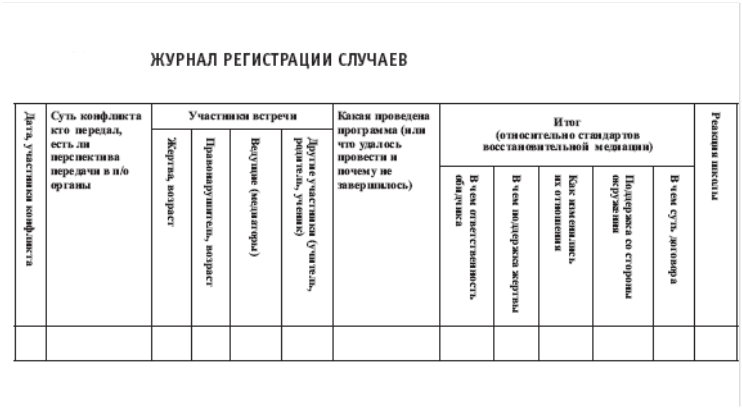 ЖУРНАЛ РЕГИСТРАЦИИ СЛУЧАЕВ
Дата, участники конфликта
Суть конфликта
кто передал,
есть ли
перспектива
передачи в п/о
органы
Участники встречи
Жертва, возраст
Правонарушитель, возраст
Ведущие (медиаторы)
Другие участники (учитель,
родитель, ученик)
Какая проведена
программа (или
что удалось
провести и
почему не
завершилось)
Итог
(относительно стандартов
восстановительной медиации)
В чем ответственность
обидчика
В чем поддержка жертвы
Как изменились
их отношения
Поддержка со стороны
окружения
В чем суть договора
Реакция школы